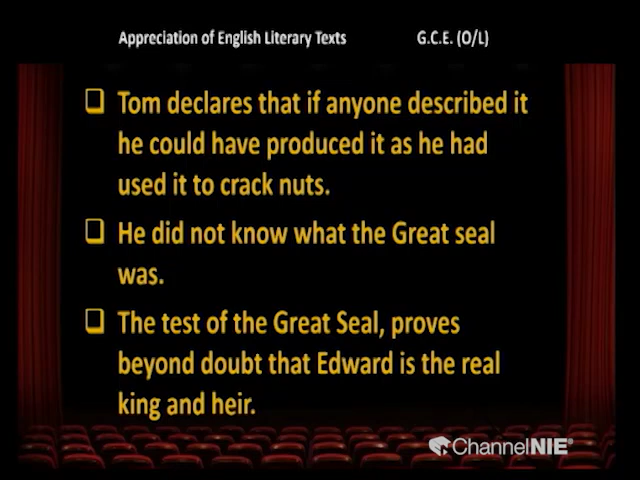 Appreciation of English Literary Texts G.C.E. (O/L)
Tom declares that if anyone described it
he could have produced it as he had
used it to crack nuts.
He did not know what the Great seal
was.
The test of the Great Seal, proves
beyond doubt that Edward is the real
king and heir.
ChannelNIE